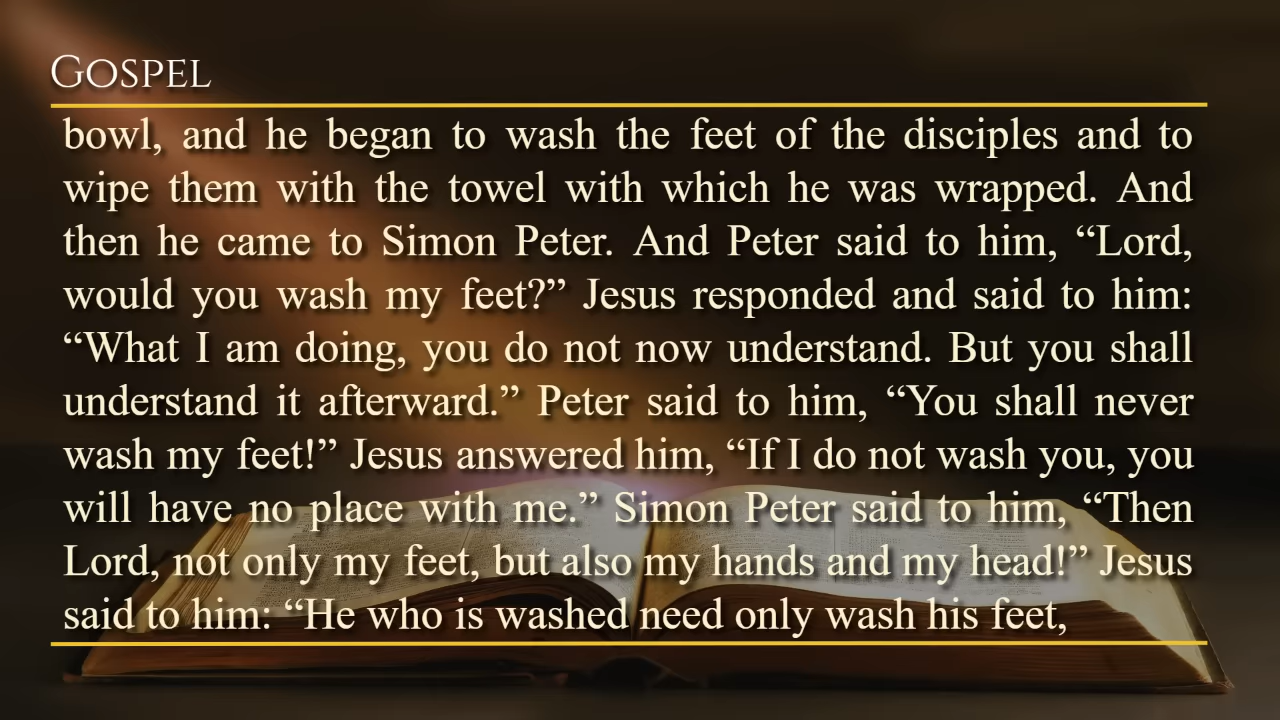 Gospel
bowl, and he began to wash the feet of the disciples and to
wipe them with the towel with which he was wrapped. And
then he came to Simon Peter. And Peter said to him, “Lord,
would you wash my feet?” Jesus responded and said to him:
“What I am doing, you do not now understand. But you shall
understand it afterward.” Peter said to him, “You shall never
wash my feet!” Jesus answered him, “If I do not wash you, you
will have no place with me.” Simon Peter said to him, “Then
Lord, not only my feet, but also my hands and my head!” Jesus
said to him: “He who is washed need only wash his feet,